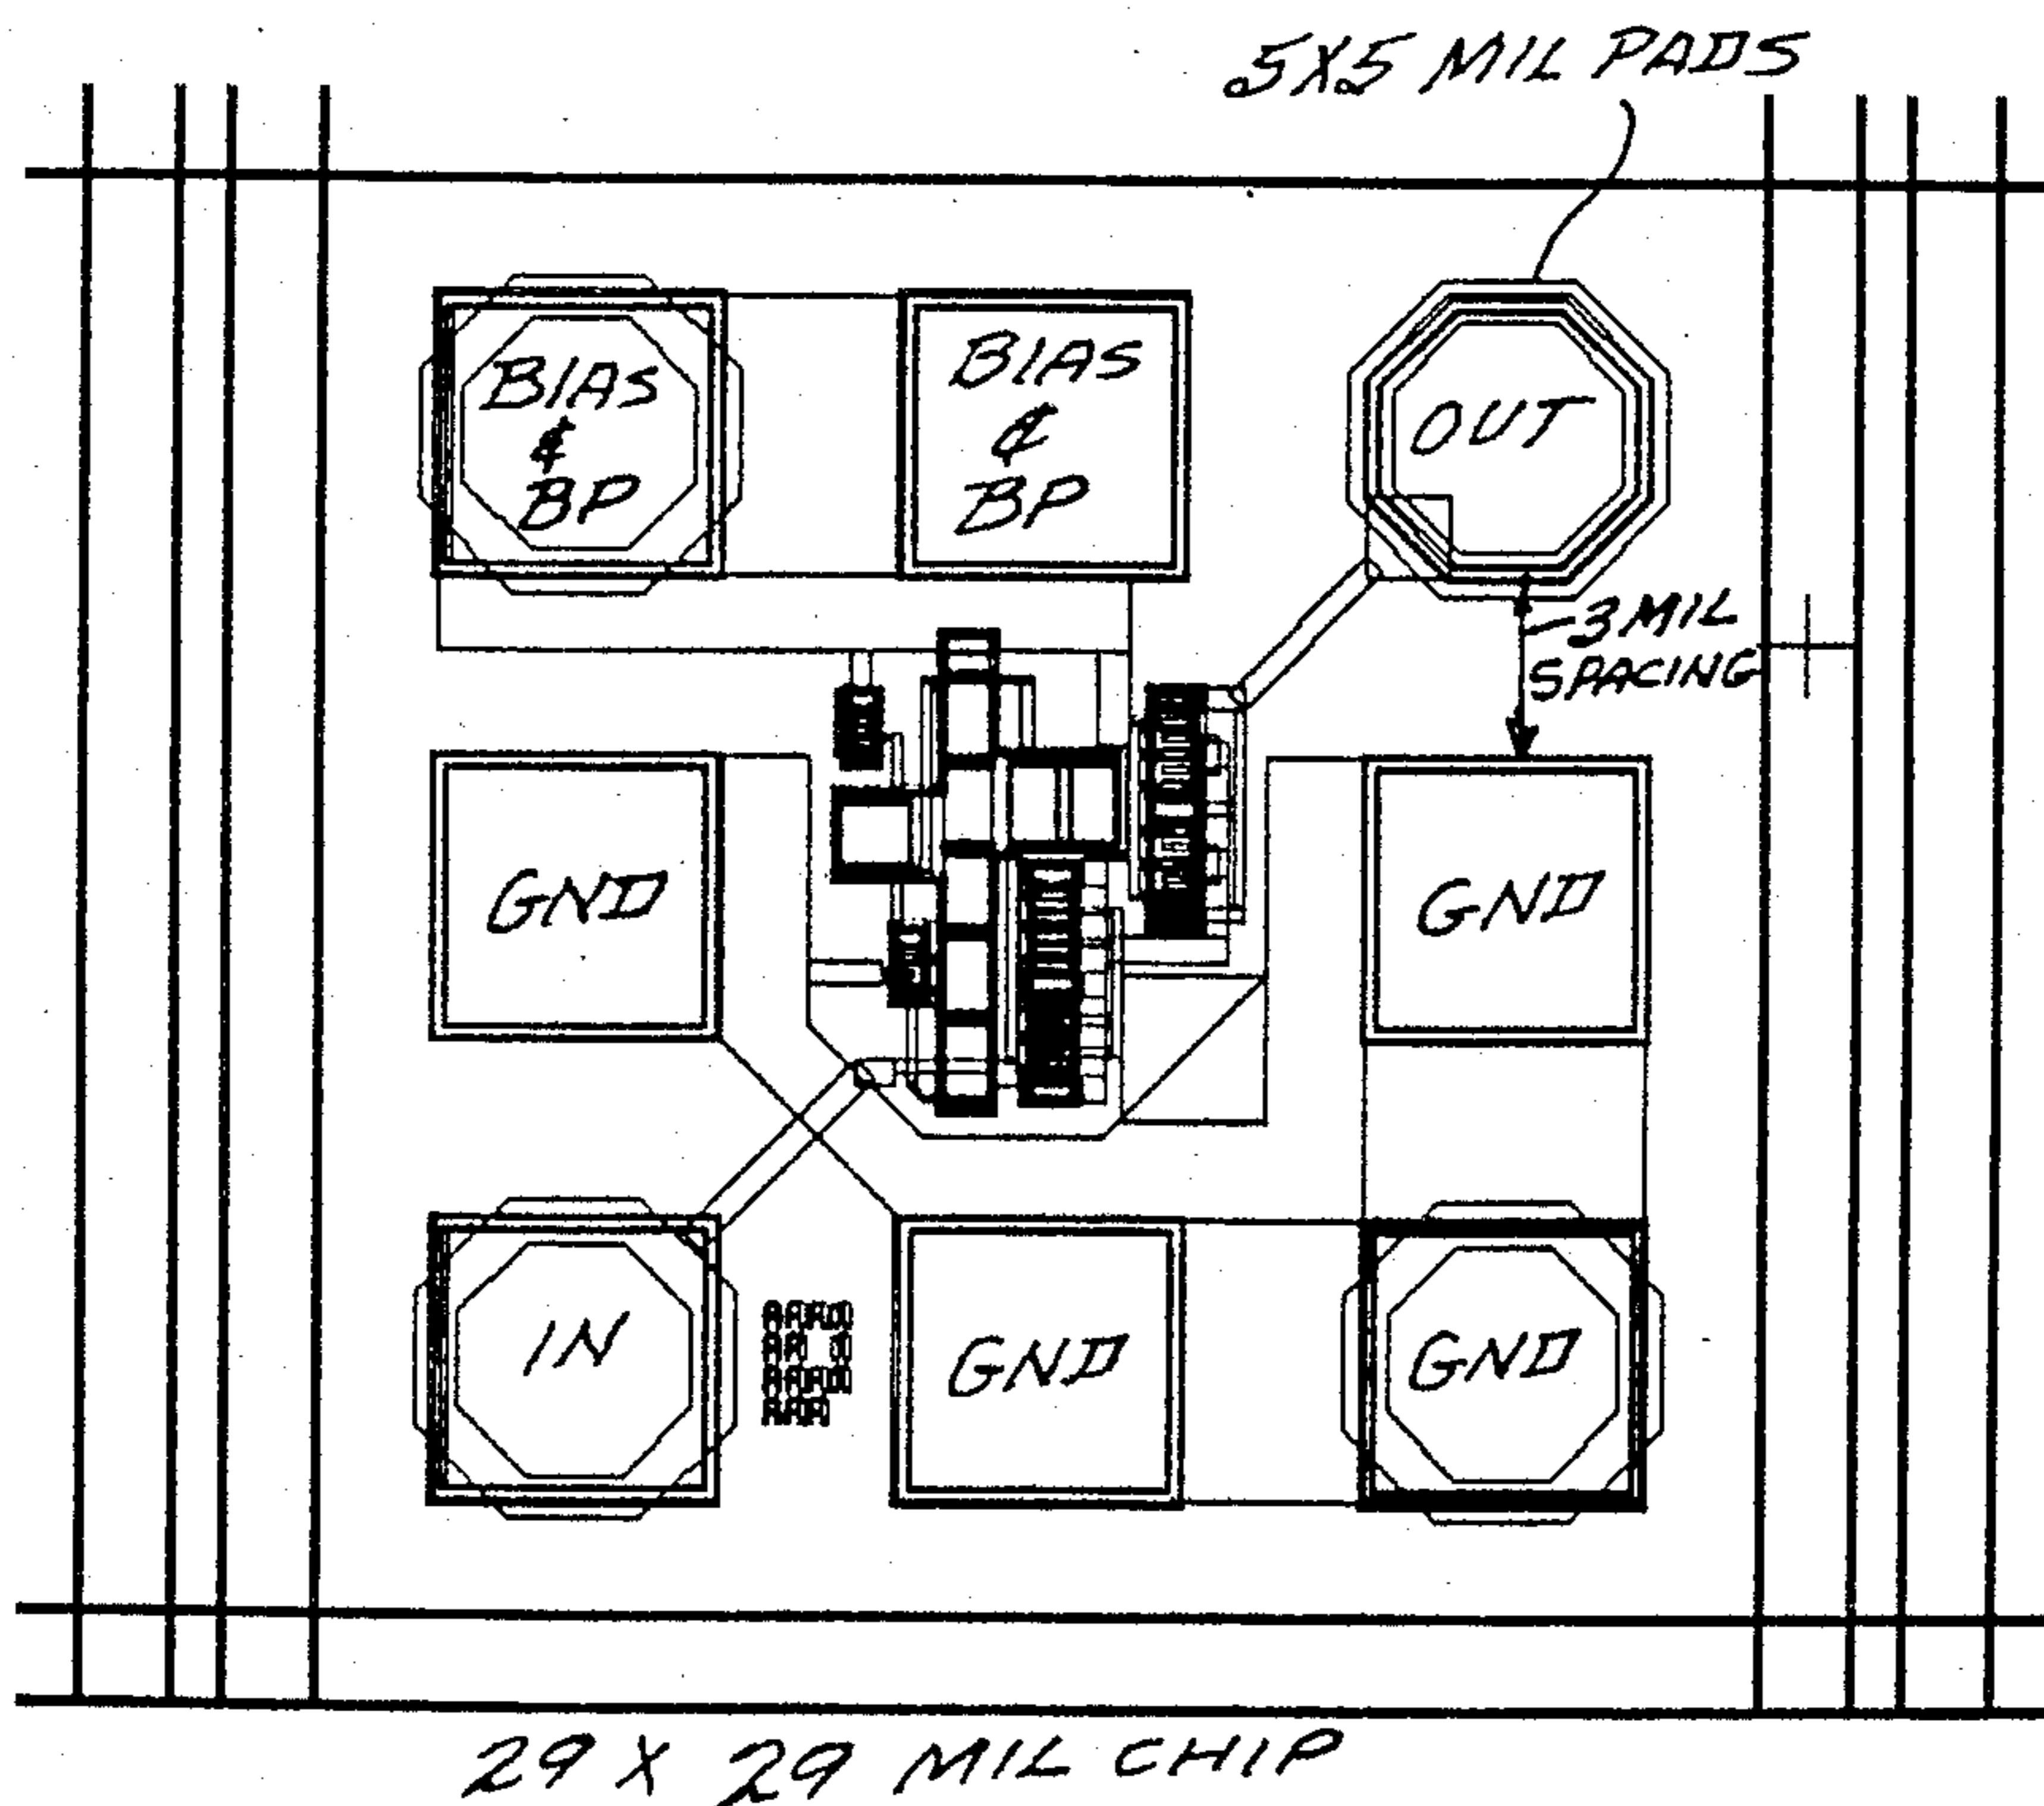 5X5 MIL PADS
BIAS
&
BP
BIAS
&
BP
OUT
3 MIL
SPACING
GND
GND
IN
GND
GND
29 X 29 MIL CHIP